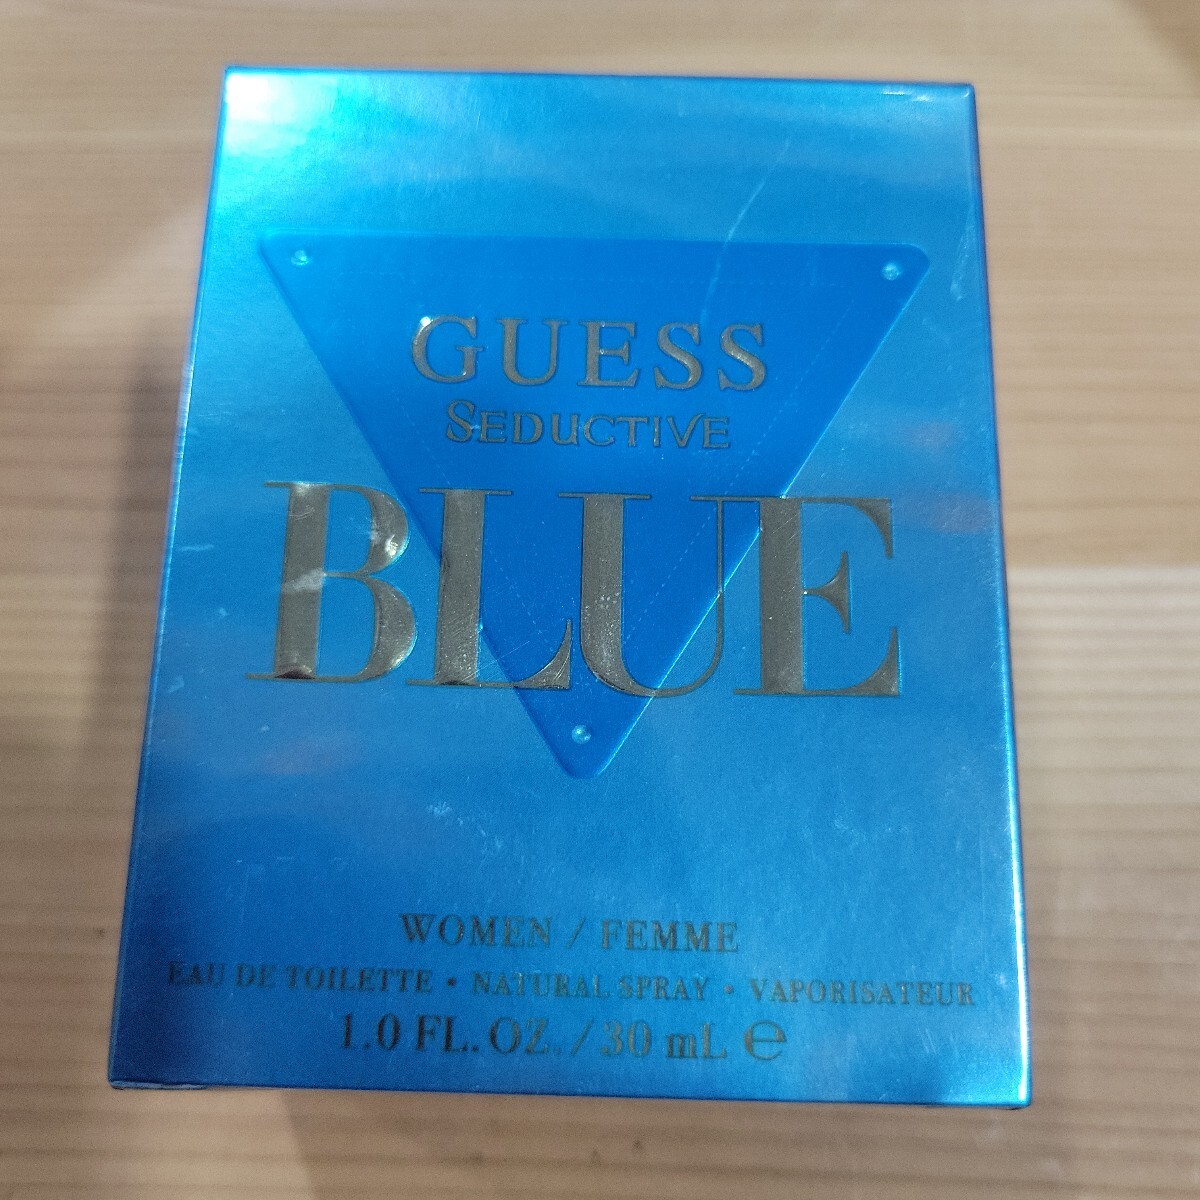 GUESS
SEDUCTIVE
BLUE
WOMEN / FEMME
EAU DE TOILETTE • NATURAL SPRAY • VAPORISATEUR
1.0 FL. OZ. / 30 mL ℮